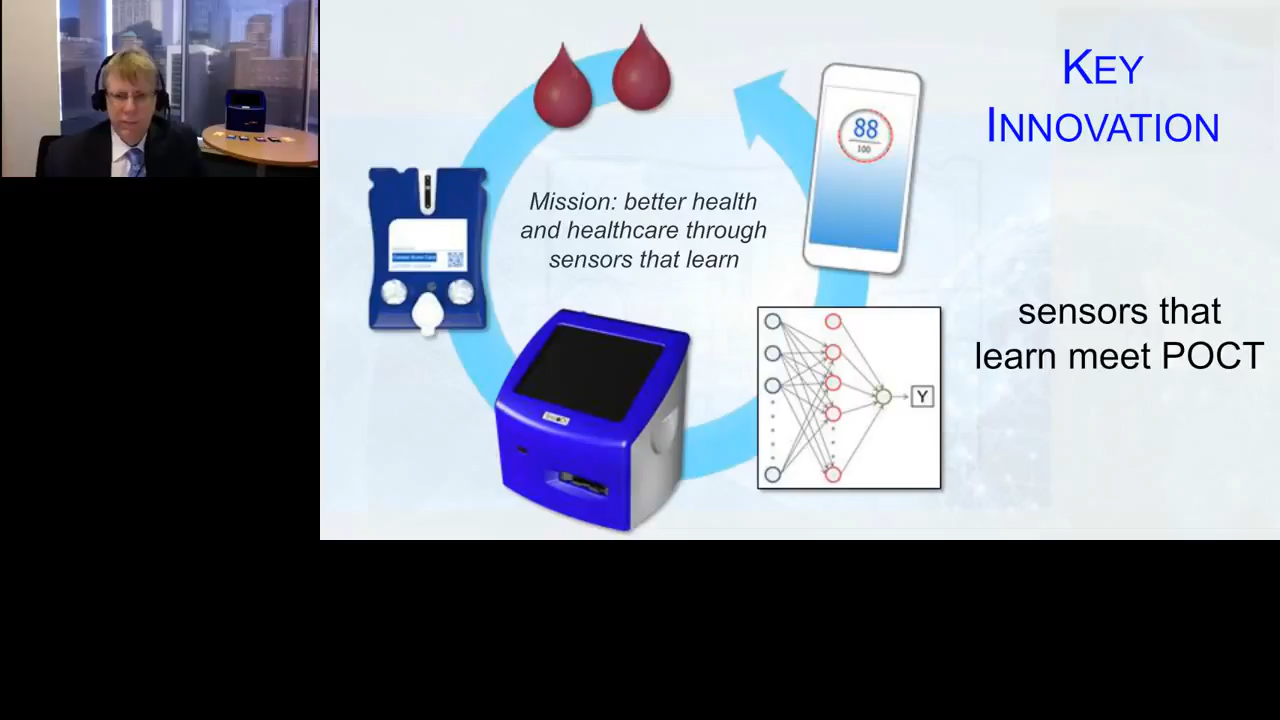 KEY
INNOVATION
88
100
Mission: better health
and healthcare through
sensors that learn
sensors that
learn meet POCT
Y